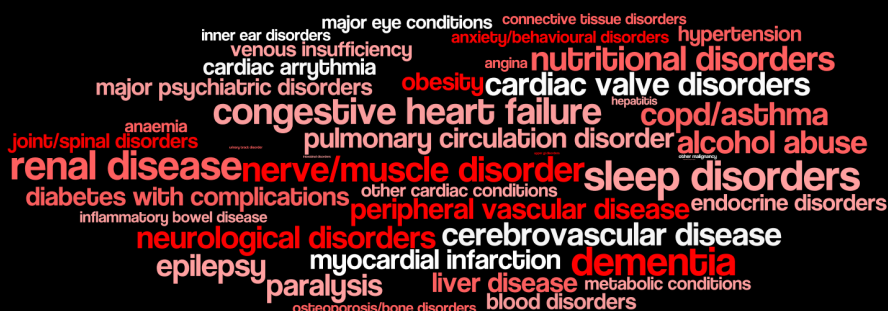 major eye conditions
connective tissue disorders
inner ear disorders
anxiety/behavioural disorders
hypertension
venous insufficiency
angina
nutritional disorders
cardiac arrythmia
major psychiatric disorders
obesity
cardiac valve disorders
congestive heart failure
hepatitis
copd/asthma
anaemia
joint/spinal disorders
pulmonary circulation disorder
alcohol abuse
other malignancy
renal disease
nerve/muscle disorder
sleep disorders
diabetes with complications
other cardiac conditions
endocrine disorders
inflammatory bowel disease
peripheral vascular disease
neurological disorders
cerebrovascular disease
epilepsy
myocardial infarction
dementia
paralysis
liver disease
metabolic conditions
osteoporosis/bone disorders
blood disorders